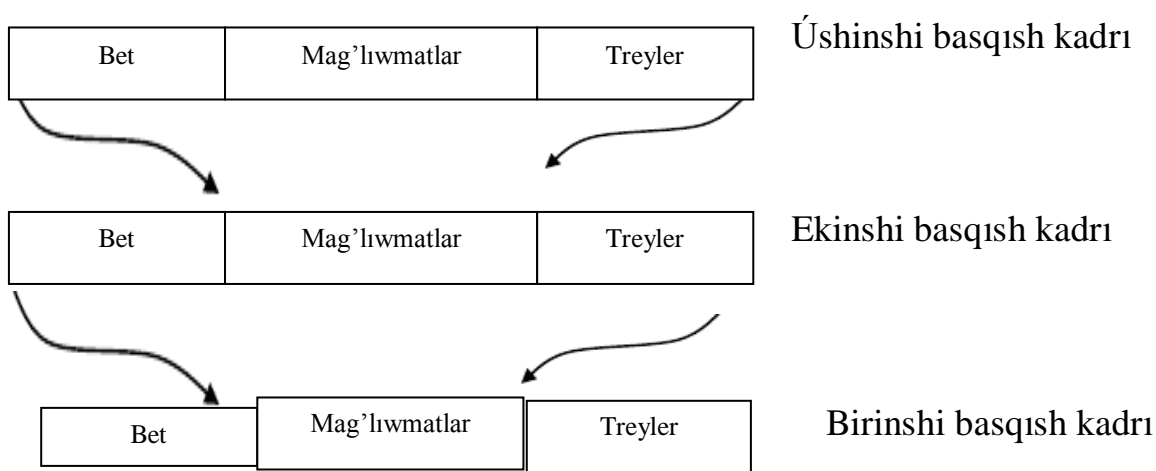 Bet Mag’lıwmatlar Treyler Úshinshi basqısh kadrı
Bet Mag’lıwmatlar Treyler Ekinshi basqısh kadrı
Bet Mag’lıwmatlar Treyler Birinshi basqısh kadrı